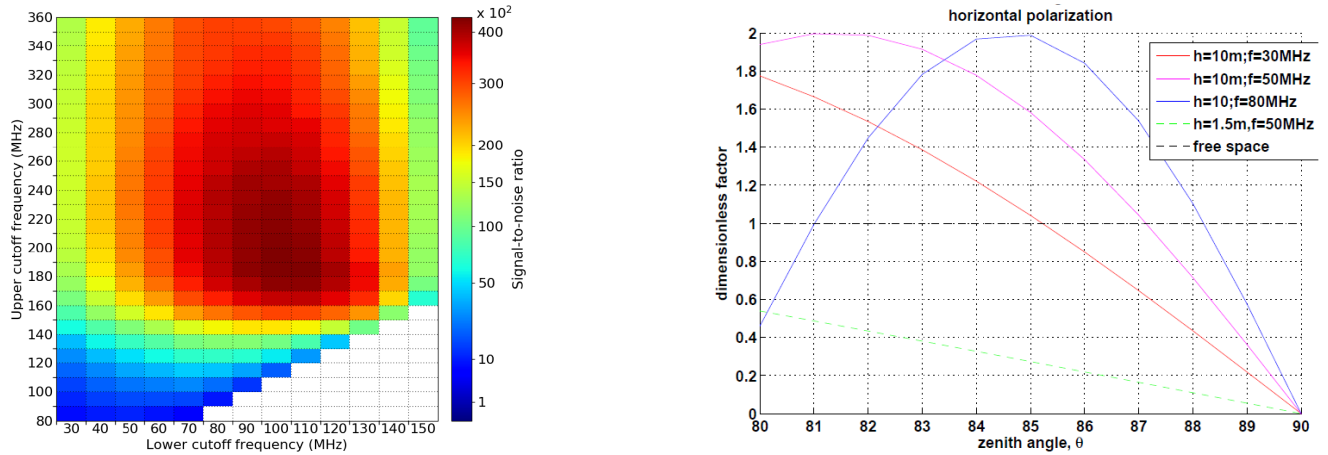 x 10²
360
340
320
300
280
260
240
220
200
180
160
140
120
100
80
Upper cutoff frequency (MHz)
30 40 50 60 70 80 90 100 110 120 130 140 150
Lower cutoff frequency (MHz)
400
300
200
150
100
50
10
1
Signal-to-noise ratio
horizontal polarization
2
1.8
1.6
1.4
1.2
1
0.8
0.6
0.4
0.2
0
dimensionless factor
80 81 82 83 84 85 86 87 88 89 90
zenith angle, θ
h=10m;f=30MHz
h=10m;f=50MHz
h=10;f=80MHz
h=1.5m,f=50MHz
free space